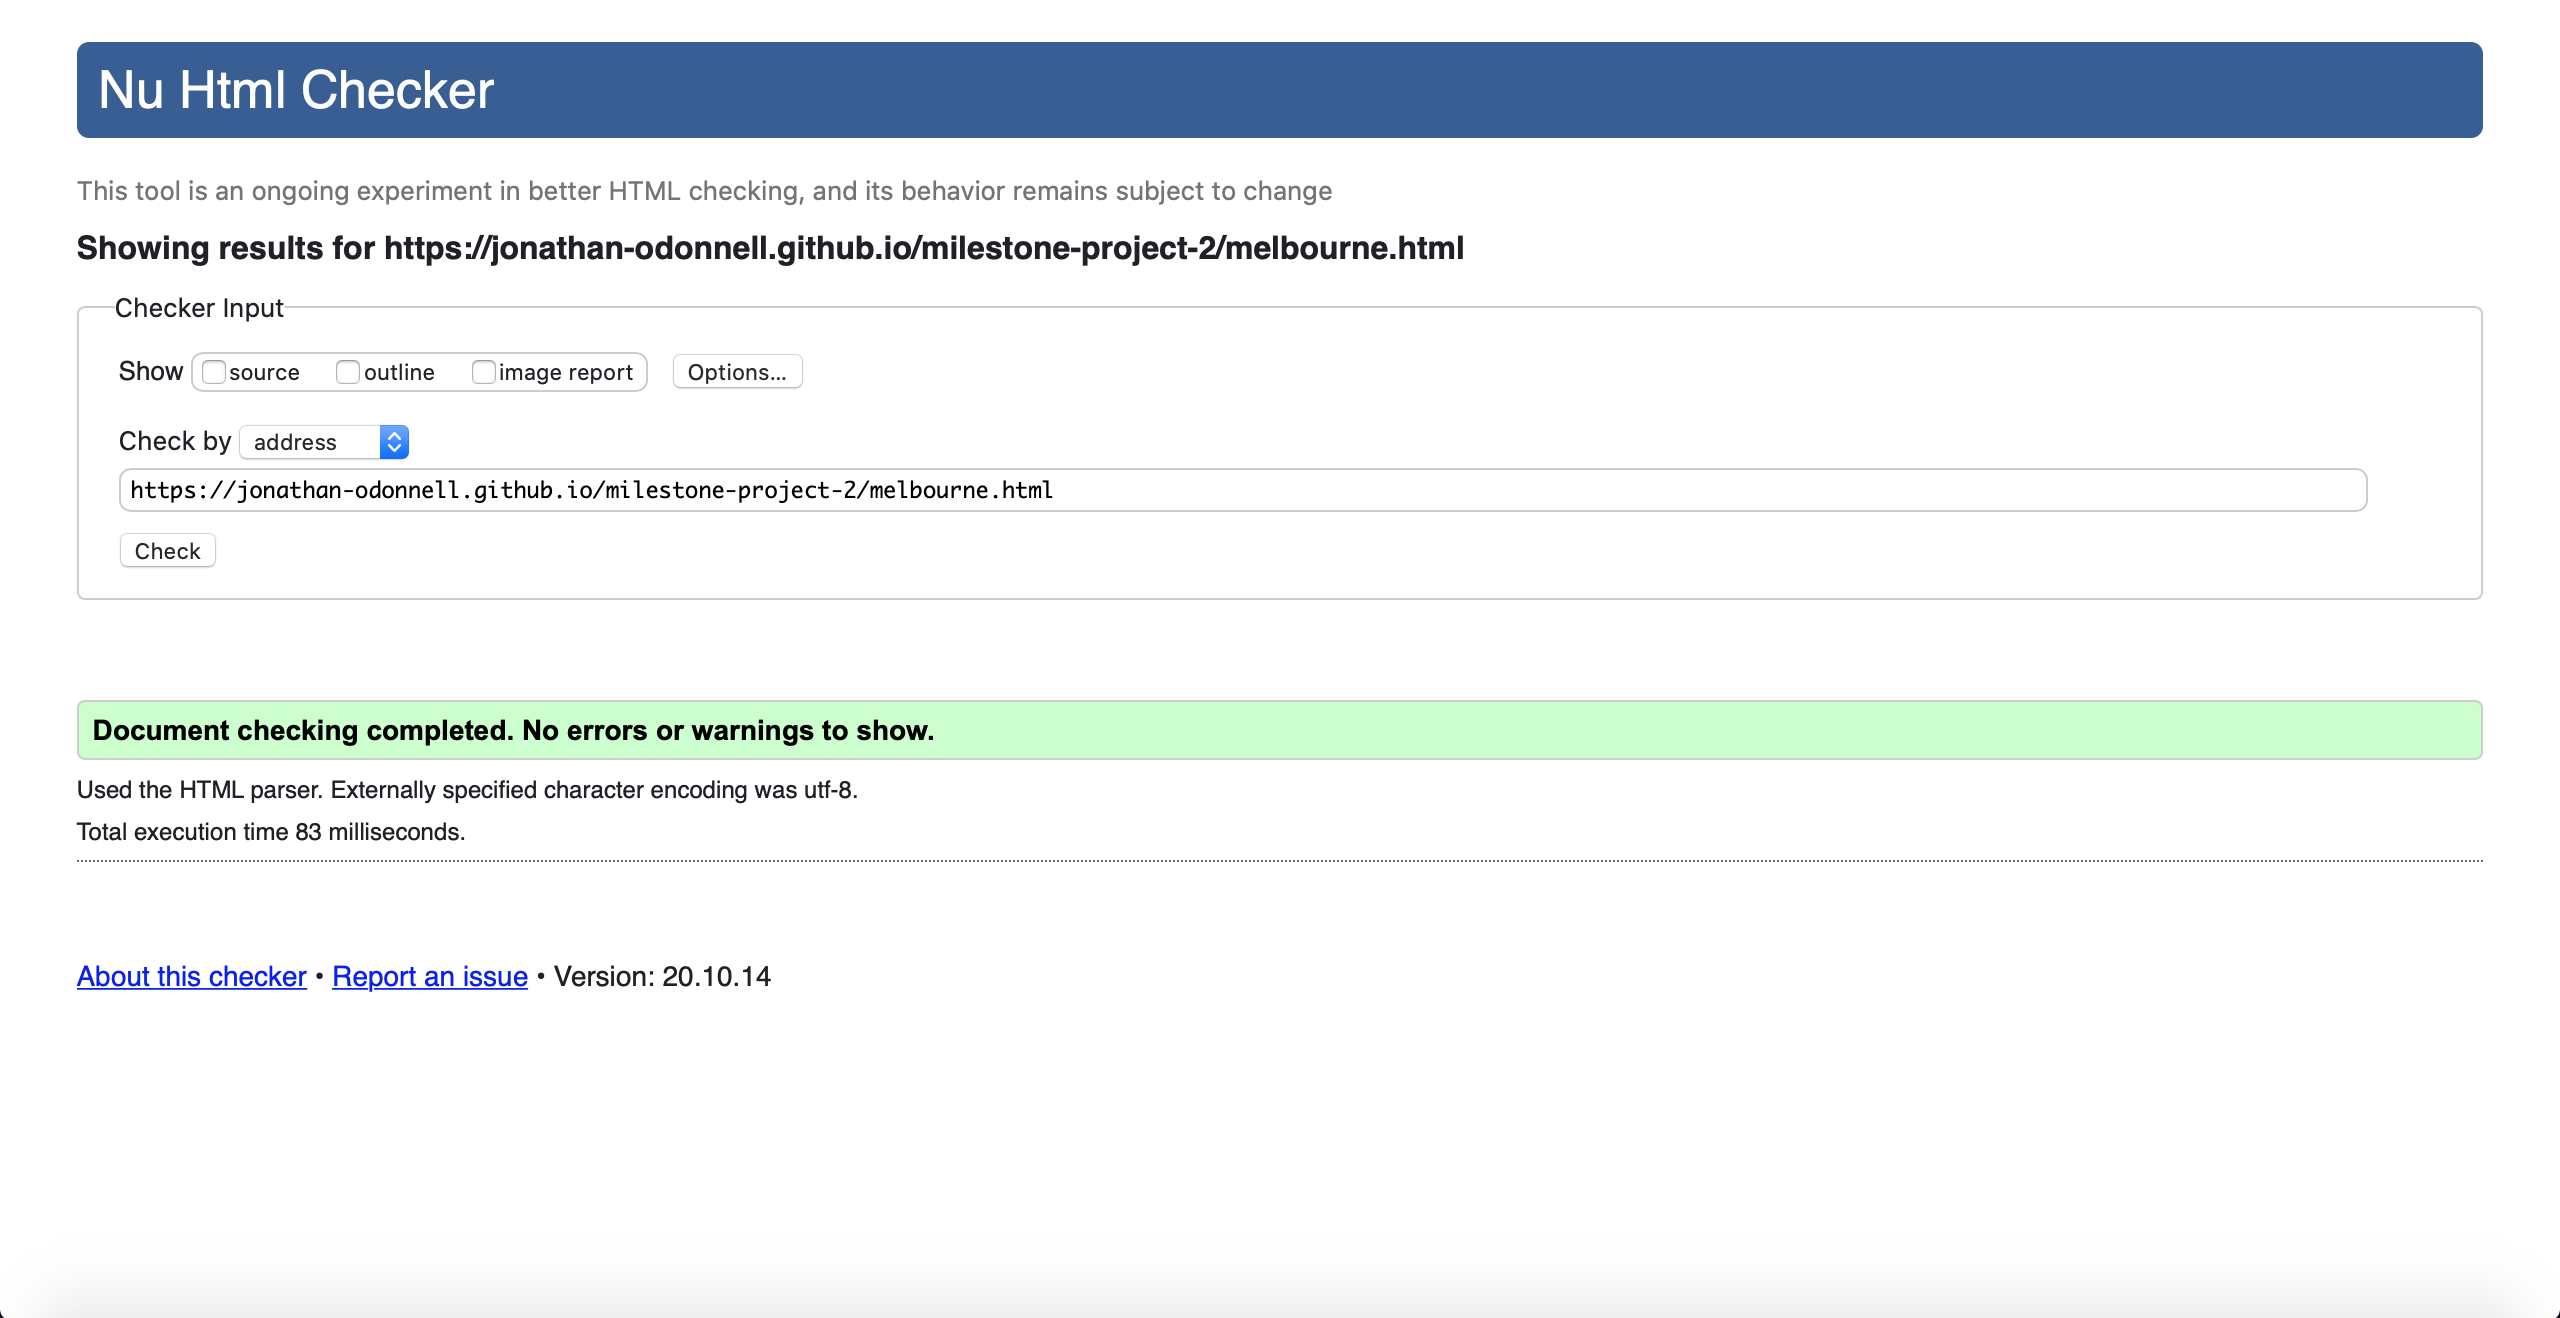 Nu Html Checker
This tool is an ongoing experiment in better HTML checking, and its behavior remains subject to change
Showing results for https://jonathan-odonnell.github.io/milestone-project-2/melbourne.html
Checker Input
Show source outline image report Options...
Check by address
https://jonathan-odonnell.github.io/milestone-project-2/melbourne.html
Check
Document checking completed. No errors or warnings to show.
Used the HTML parser. Externally specified character encoding was utf-8.
Total execution time 83 milliseconds.
About this checker • Report an issue • Version: 20.10.14